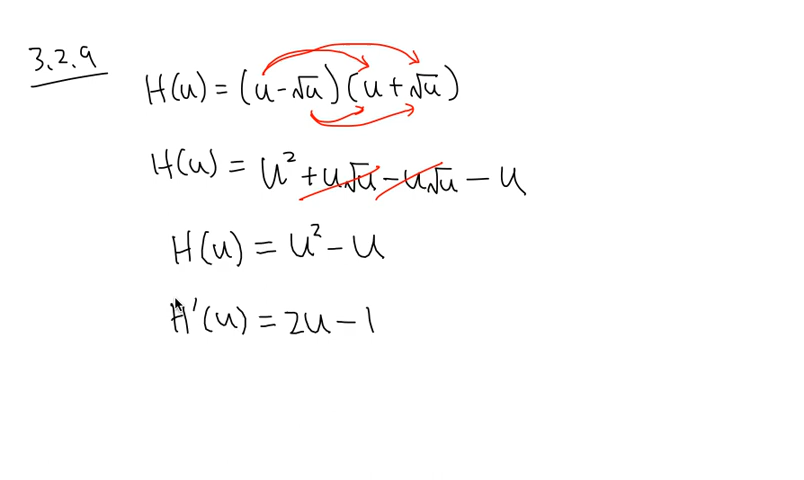 3.2.9
H(u) = (u-√u)(u+√u)
H(u) = u² + u√u - u√u - u
H(u) = u² - u
H'(u) = 2u - 1